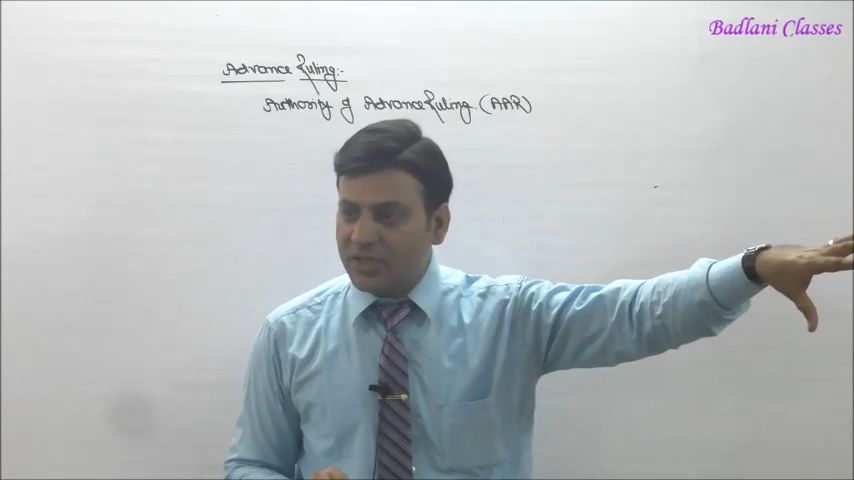 Badlani Classes
Advance Ruling:-
Authority of Advance Ruling. (AAR)